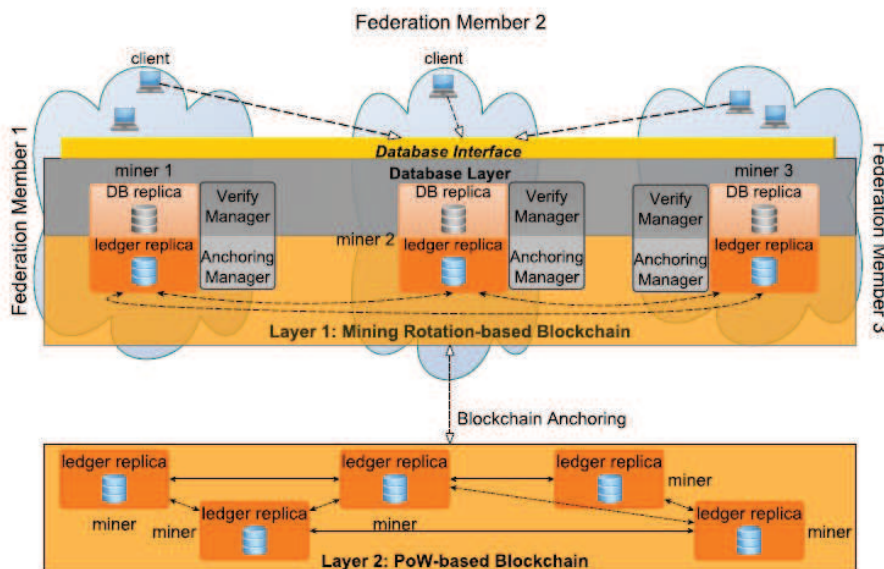 Federation Member 2
client
client
Federation Member 1
Federation Member 3
Database Interface
Database Layer
miner 1
miner 3
DB replica
Verify
Manager
DB replica
Verify
Manager
Verify
Manager
DB replica
miner 2
ledger replica
Anchoring
Manager
ledger replica
Anchoring
Manager
Anchoring
Manager
ledger replica
Layer 1: Mining Rotation-based Blockchain
Blockchain Anchoring
ledger replica
ledger replica
ledger replica
miner
miner
ledger replica
miner
miner
ledger replica
miner
Layer 2: PoW-based Blockchain